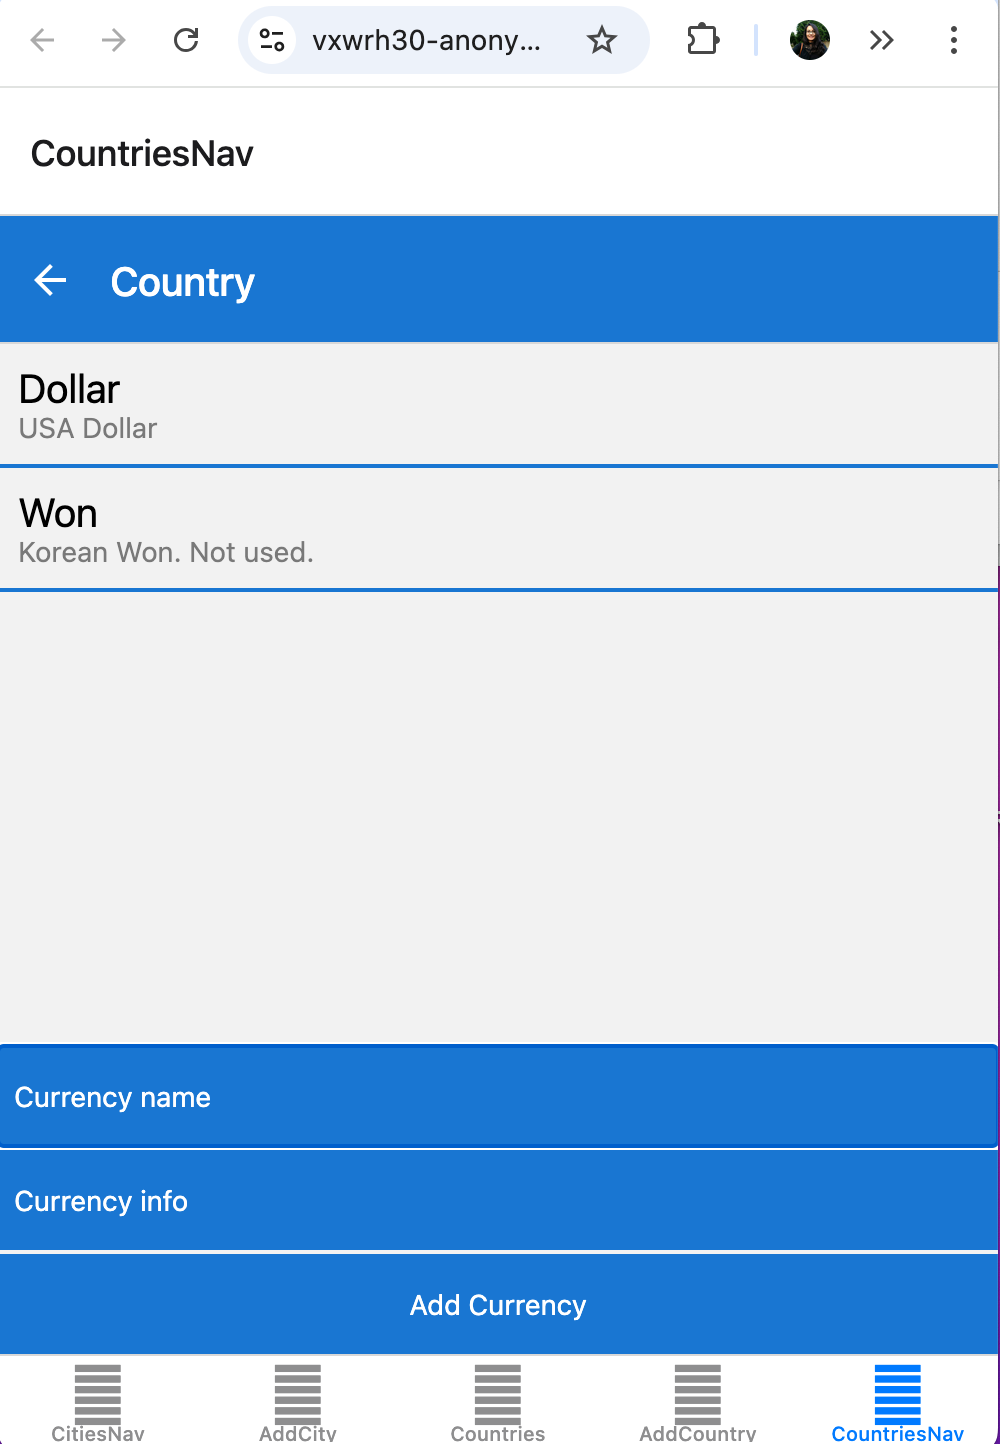 vxwrh30-anony...
CountriesNav
Country
Dollar
USA Dollar
Won
Korean Won. Not used.
Currency name
Currency info
Add Currency
CitiesNav AddCity Countries AddCountry CountriesNav